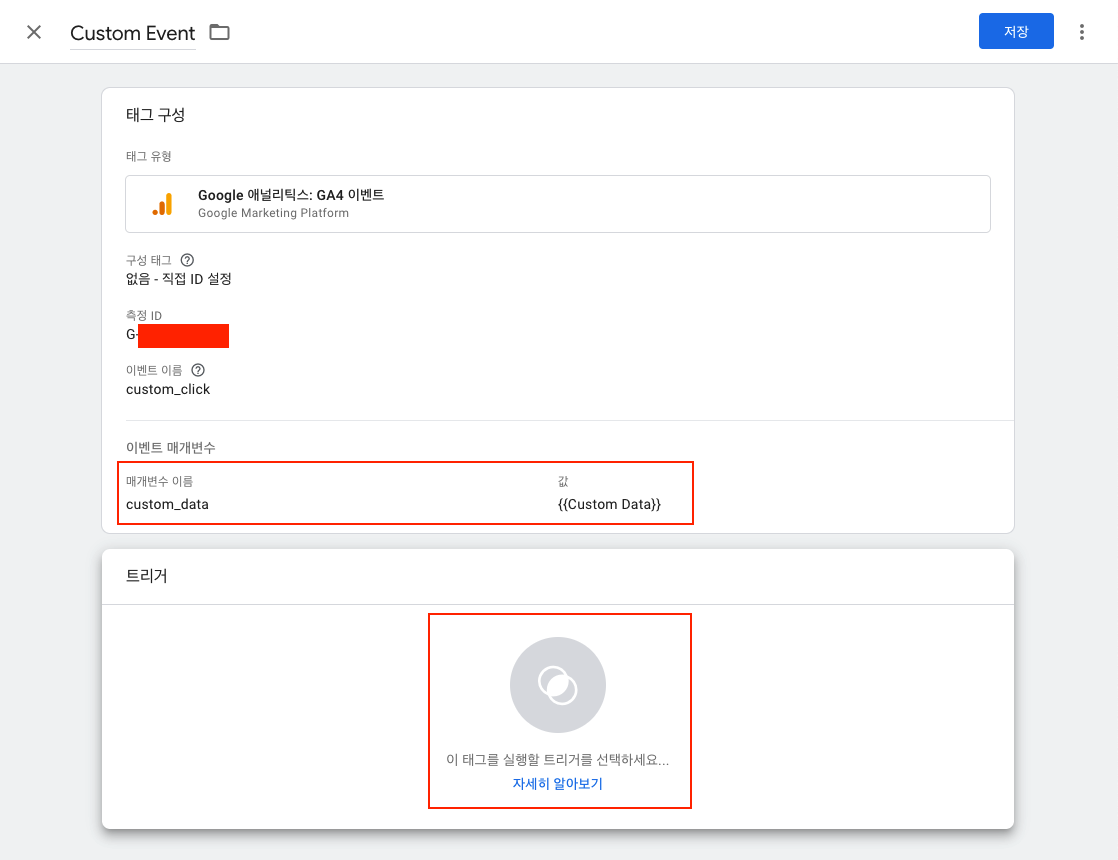 Custom Event
저장
태그 구성
태그 유형
Google 애널리틱스: GA4 이벤트
Google Marketing Platform
구성 태그
없음 - 직접 ID 설정
측정 ID
G-
이벤트 이름
custom_click
이벤트 매개변수
매개변수 이름 값
custom_data {{Custom Data}}
트리거
이 태그를 실행할 트리거를 선택하세요...
자세히 알아보기